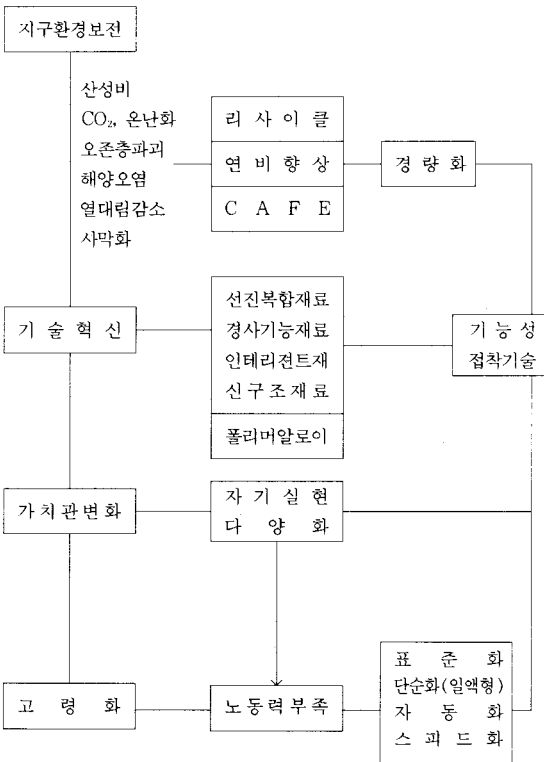 지구환경보전
산성비
CO₂, 온난화
오존층파괴
해양오염
열대림감소
사막화
리 사 이 클
연 비 향 상
C A F E
경 량 화
기 술 혁 신
선진복합재료
경사기능재료
인테리젼트재
신 구 조 재 료
폴리머알로이
기 능 성
접착기술
가치관변화
자 기 실 현
다 양 화
고 령 화
노동력부족
표 준 화
단순화(일액형)
자 동 화
스 피 드 화